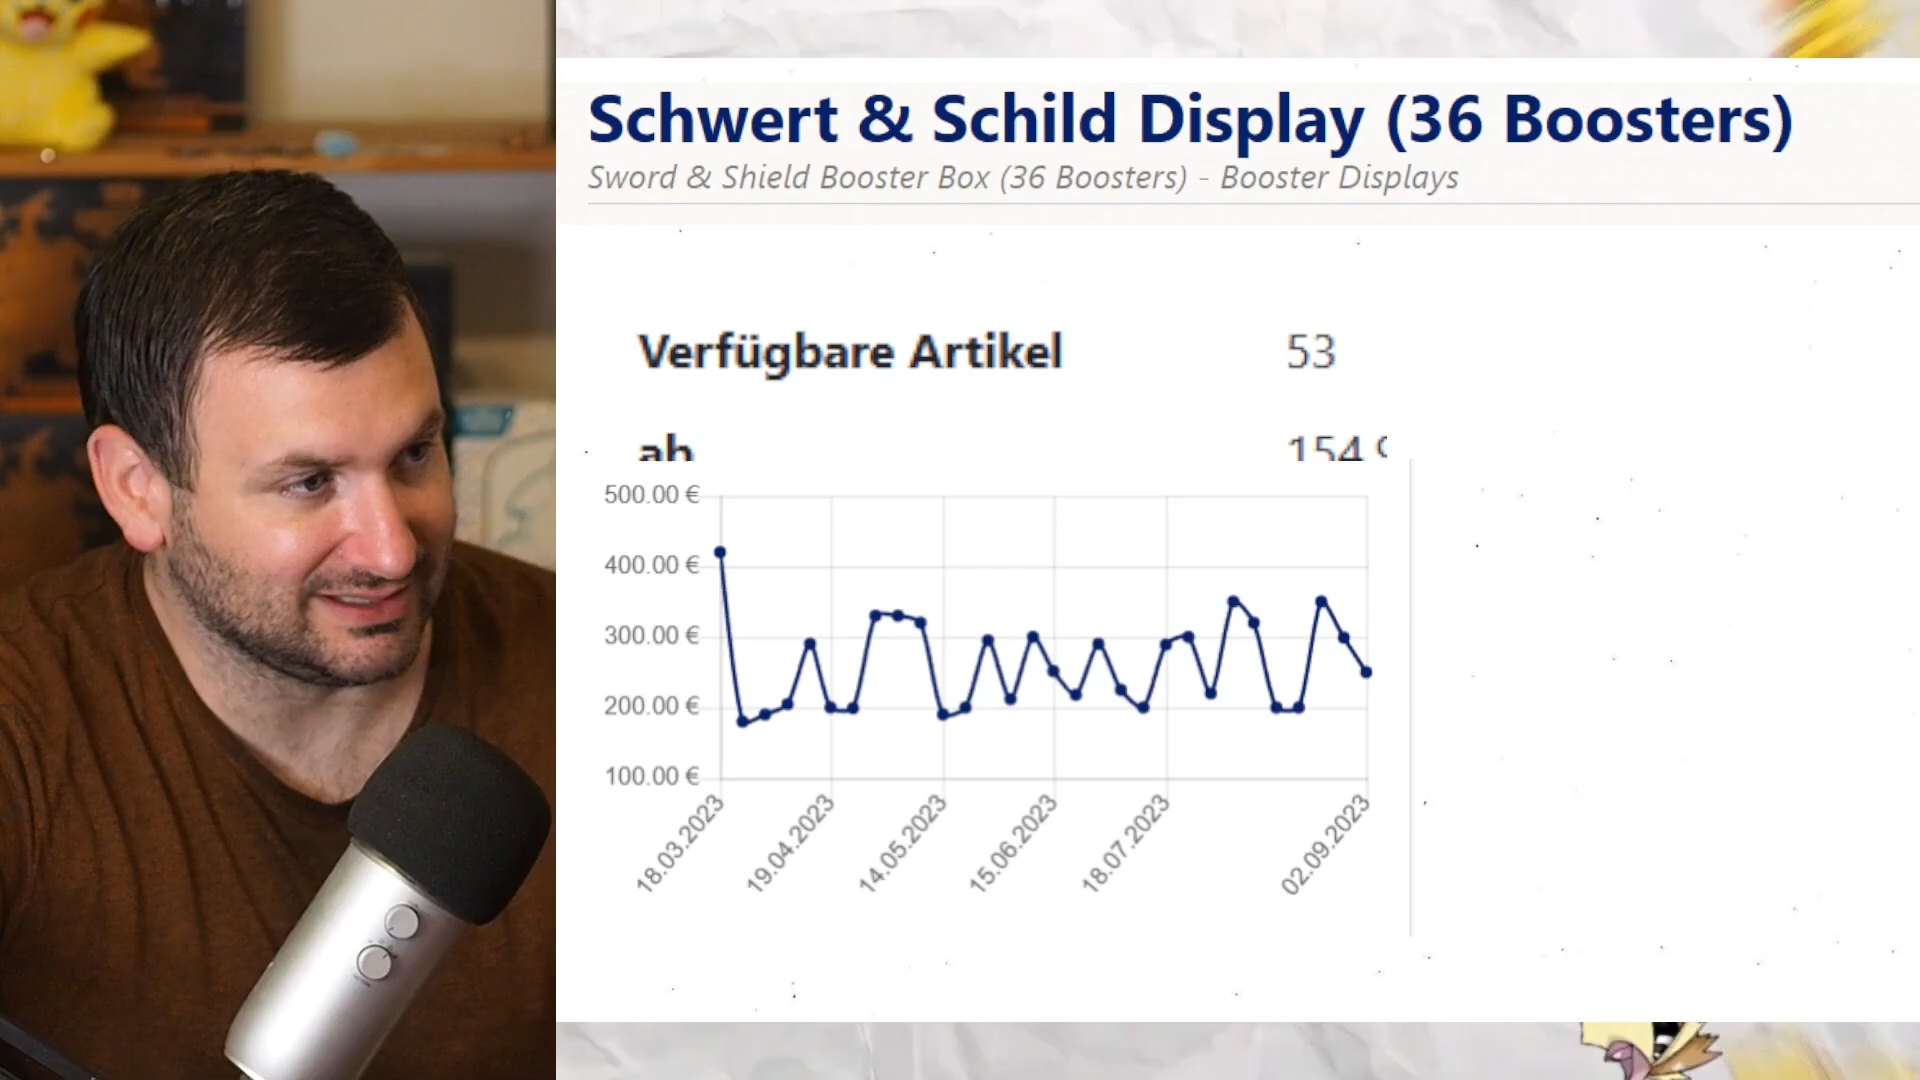 Schwert & Schild Display (36 Boosters)
Sword & Shield Booster Box (36 Boosters) - Booster Displays
Verfügbare Artikel 53
ab 154
500.00 €
400.00 €
300.00 €
200.00 €
100.00 €
18.03.2023
19.04.2023
14.05.2023
15.06.2023
18.07.2023
02.09.2023